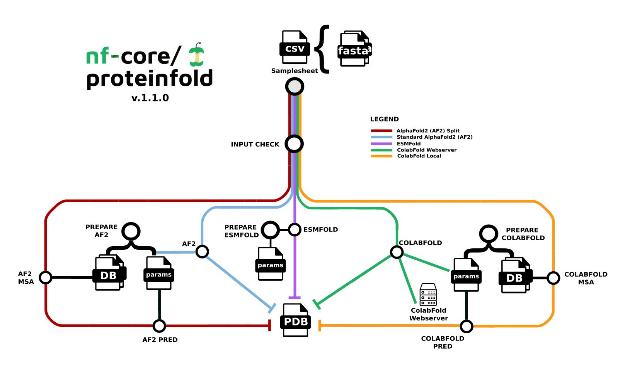 nf-core/
proteinfold
v.1.1.0
CSV
fasta
Samplesheet
INPUT CHECK
LEGEND
AlphaFold2 (AF2) Split
Standard AlphaFold2 (AF2)
ESMFold
ColabFold Webserver
ColabFold Local
PREPARE
AF2
DB
params
AF2
MSA
AF2 PRED
AF2
PREPARE
ESMFOLD
params
ESMFOLD
PDB
COLABFOLD
ColabFold
Webserver
PREPARE
COLABFOLD
params
DB
COLABFOLD
MSA
COLABFOLD
PRED